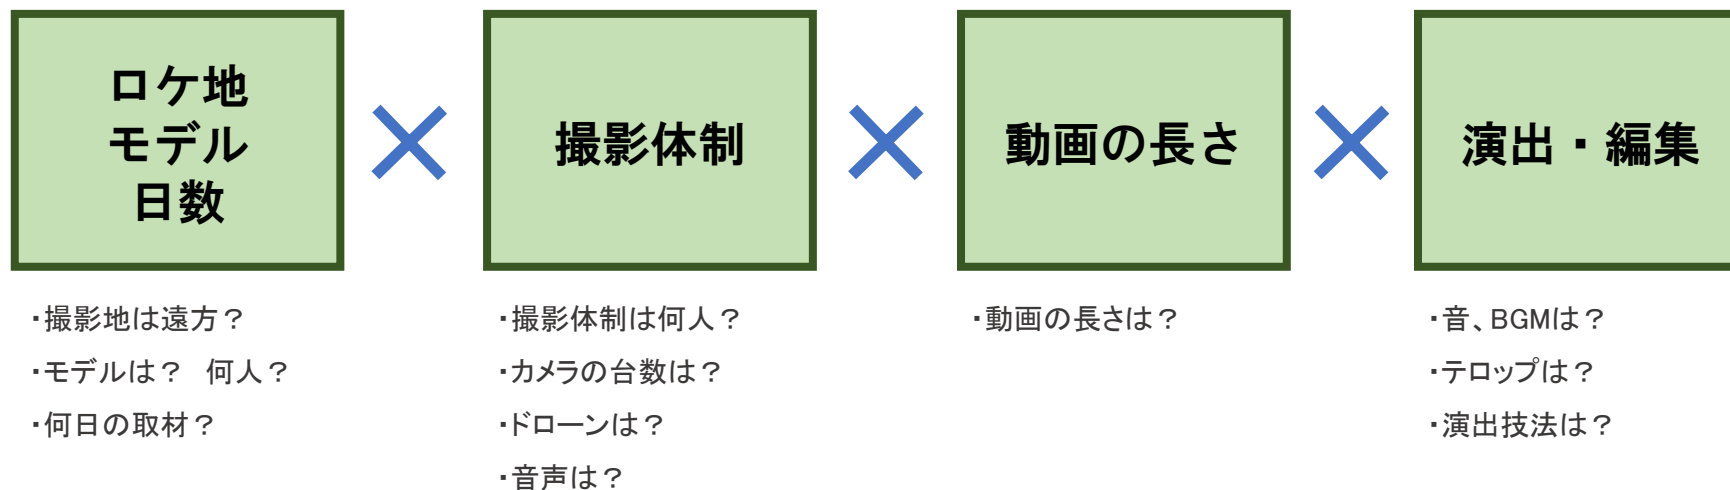 ロケ地
モデル
日数
撮影体制
動画の長さ
演出・編集
・撮影地は遠方？
・モデルは？　何人？
・何日の取材？
・撮影体制は何人？
・カメラの台数は？
・ドローンは？
・音声は？
・動画の長さは？
・音、BGMは？
・テロップは？
・演出技法は？